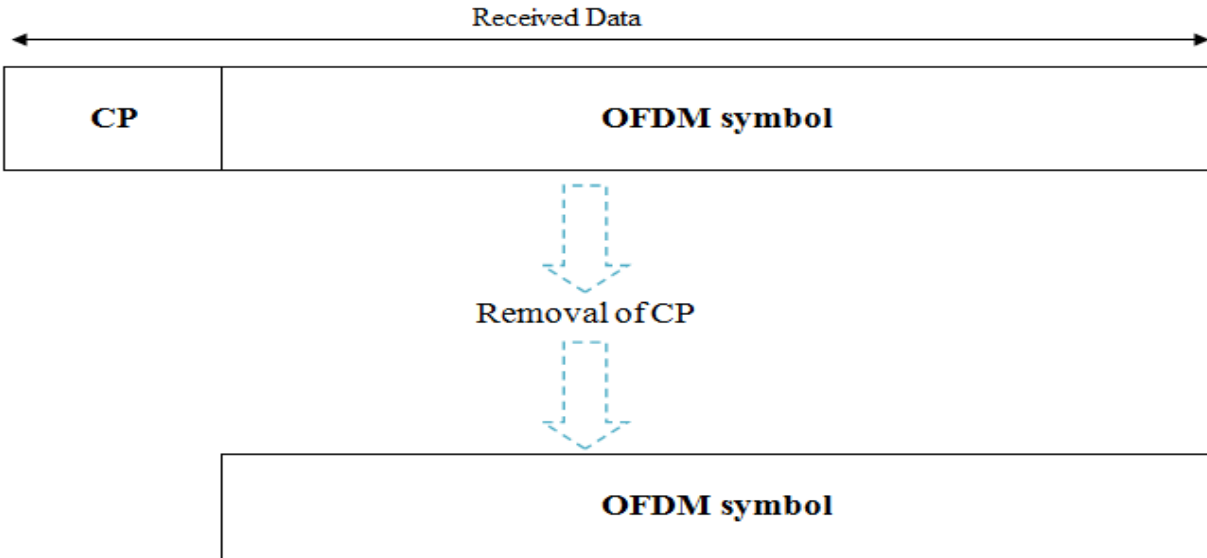 Received Data
CP
OFDM symbol
Removal of CP
OFDM symbol